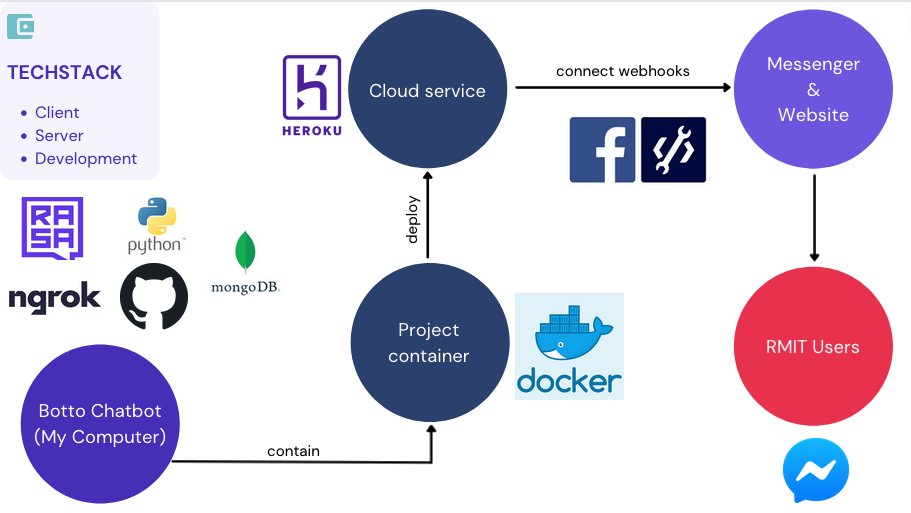 TECHSTACK
Client
Server
Development
RASA
python™
mongoDB.
ngrok
Botto Chatbot
(My Computer)
contain
Project
container
docker
deploy
HEROKU
Cloud service
connect webhooks
Messenger
&
Website
RMIT Users